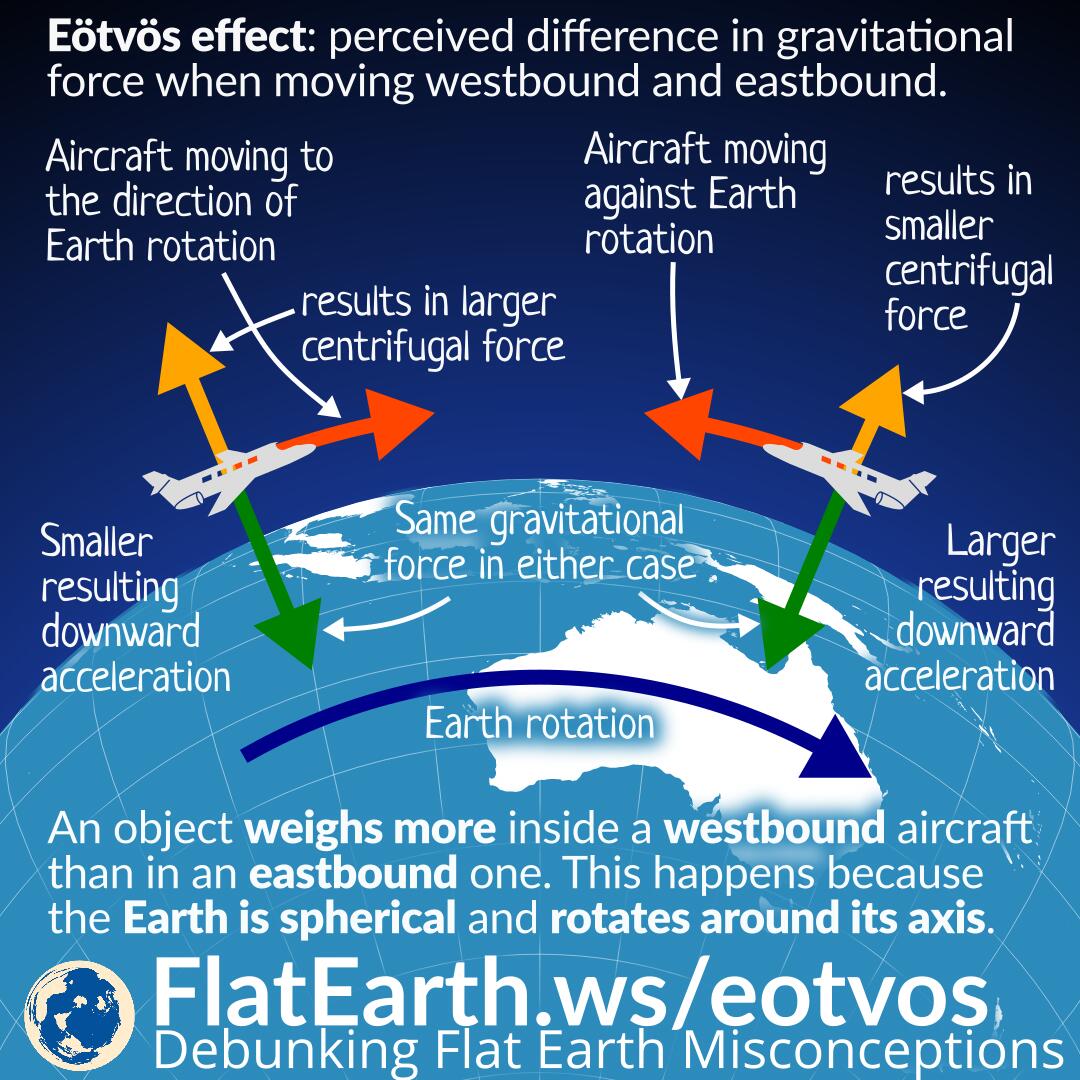 Eötvös effect: perceived difference in gravitational
force when moving westbound and eastbound.
Aircraft moving to
the direction of
Earth rotation
results in larger
centrifugal force
Aircraft moving
against Earth
rotation
results in
smaller
centrifugal
force
Smaller
resulting
downward
acceleration
Same gravitational
force in either case
Larger
resulting
downward
acceleration
Earth rotation
An object weighs more inside a westbound aircraft
than in an eastbound one. This happens because
the Earth is spherical and rotates around its axis.
FlatEarth.ws/eotvos
Debunking Flat Earth Misconceptions